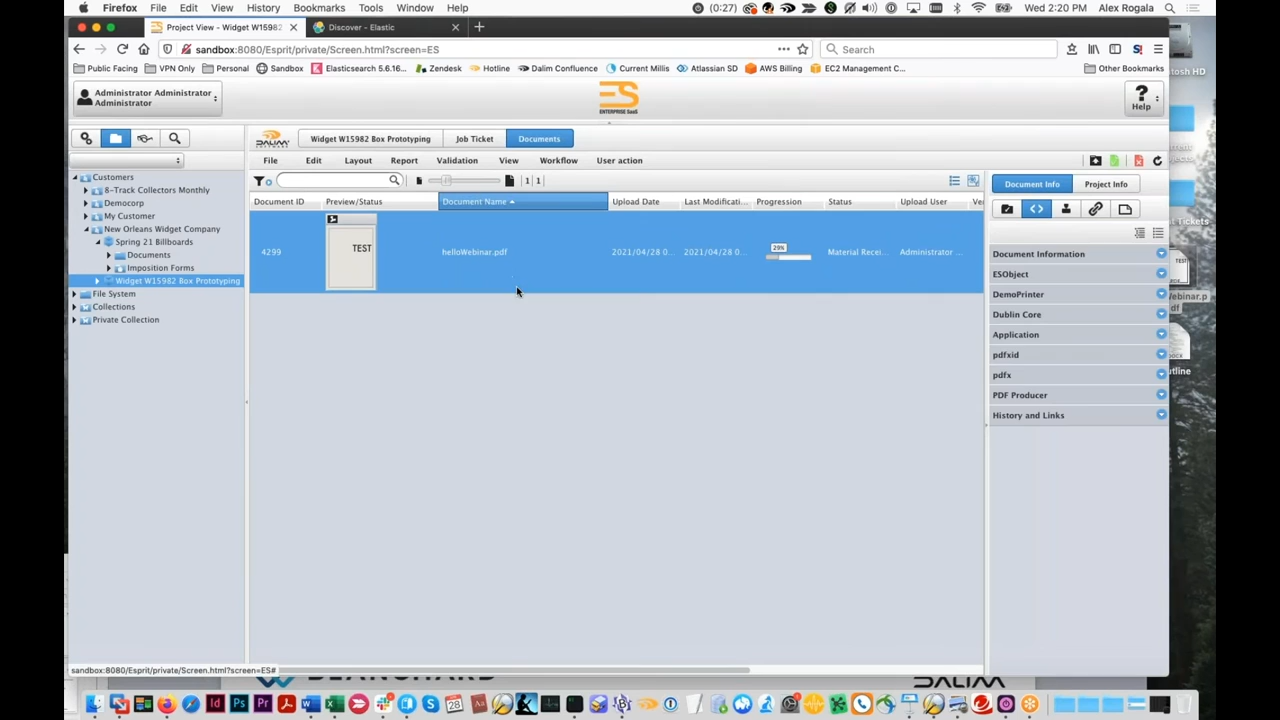 Firefox File Edit View History Bookmarks Tools Window Help (0:27) Wed 2:20 PM Alex Rogala
Project View - Widget W15982 Discover - Elastic
sandbox:8080/Esprit/private/Screen.html?screen=ES Search
Public Facing VPN Only Personal Sandbox Elasticsearch 5.6.16... Zendesk Hotline Dalim Confluence Current Millis Atlassian SD AWS Billing EC2 Management C... Other Bookmarks
Administrator Administrator
Administrator
ES
ENTERPRISE SaaS
?
Help
DALIM Widget W15982 Box Prototyping Job Ticket Documents
File Edit Layout Report Validation View Workflow User action
1 1
Document Info Project Info
Document ID Preview/Status Document Name Upload Date Last Modificati... Progression Status Upload User Ver
4299 TEST helloWebinar.pdf 2021/04/28 0... 2021/04/28 0... 29% Material Recei... Administrator ...
Customers
8-Track Collectors Monthly
Democorp
My Customer
New Orleans Widget Company
Spring 21 Billboards
Documents
Imposition Forms
Widget W15982 Box Prototyping
File System
Collections
Private Collection
Document Information
ESObject
DemoPrinter
Dublin Core
Application
pdfxid
pdfx
PDF Producer
History and Links
sandbox:8080/Esprit/private/Screen.html?screen=ES#
DALIM